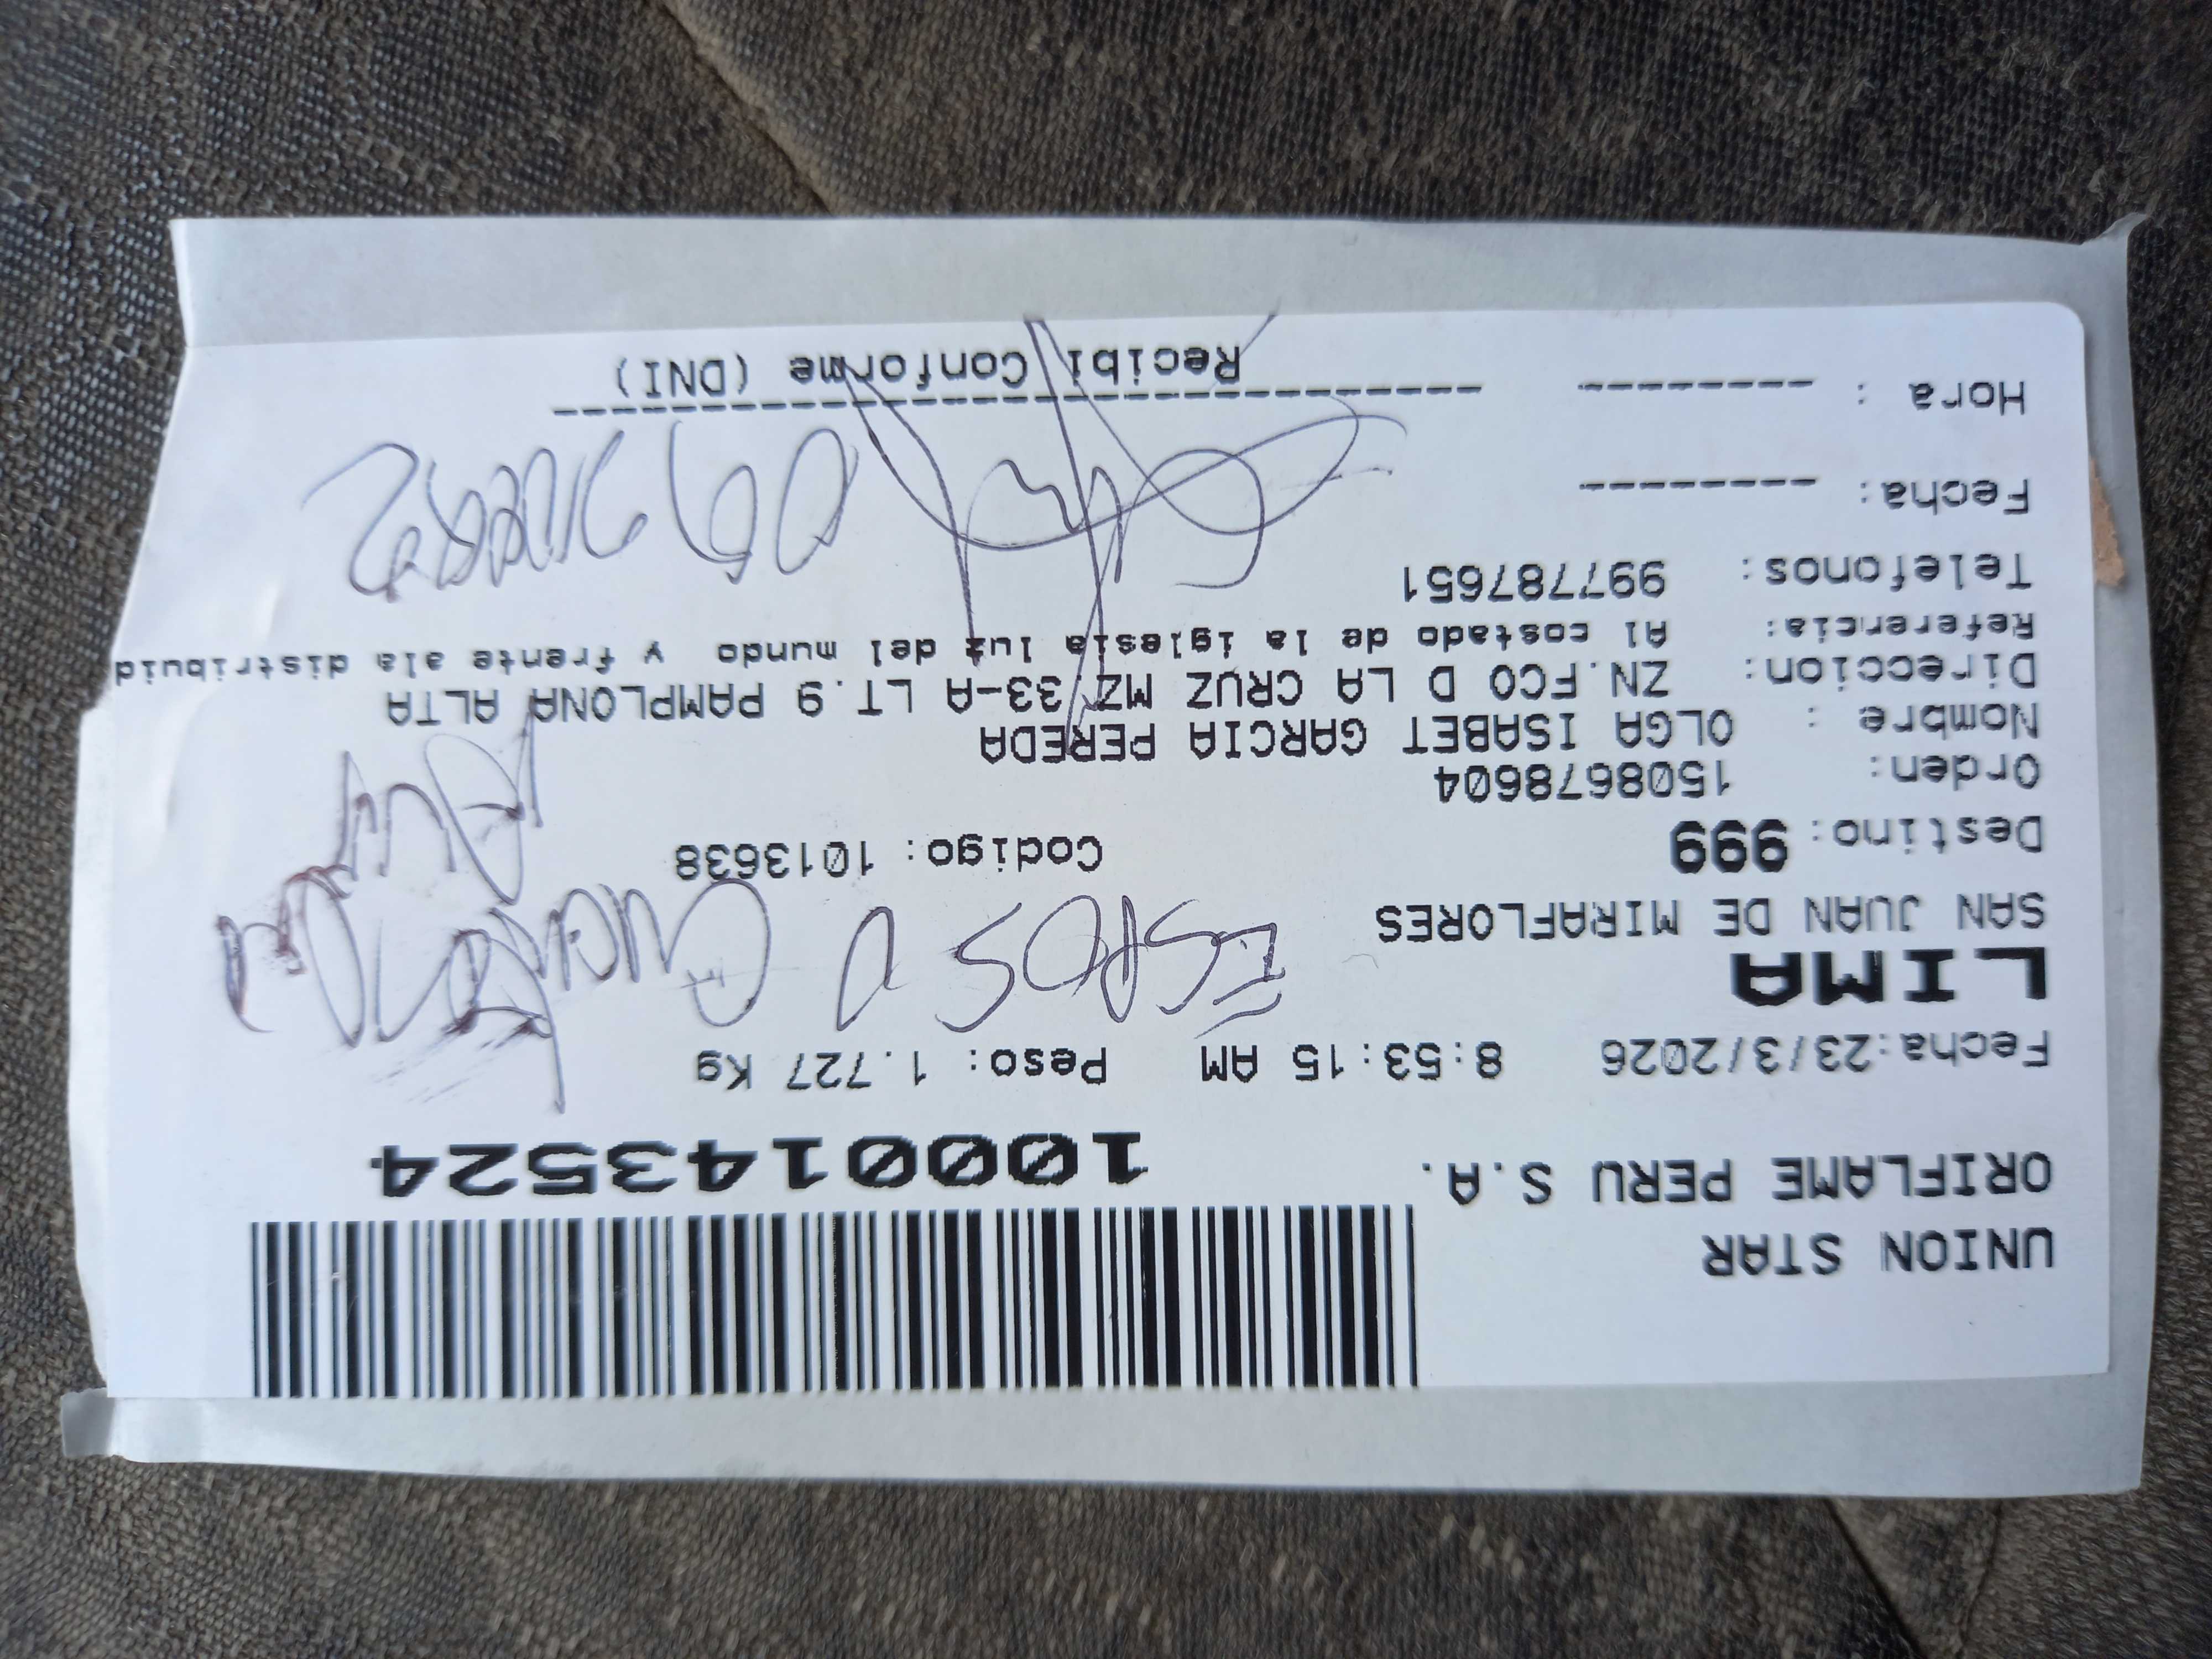 UNION STAR
ORIFLAME PERU S.A.
1000143524
Fecha:23/3/2026 8:53:15 AM Peso: 1.727 Kg
LIMA
SAN JUAN DE MIRAFLORES
Destino: 999 Codigo: 1013638
Orden: 1508678604
Nombre : OLGA ISABET GARCIA PEREDA
Direccion: ZN.FCO D LA CRUZ MZ 33-A LT.9 PAMPLONA ALTA
Referencia: Al costado de la iglesia luz del mundo y frente ala distribuid
Telefonos: 997787651
Fecha: ---------
Hora : ---------
Recibi Conforme (DNI)